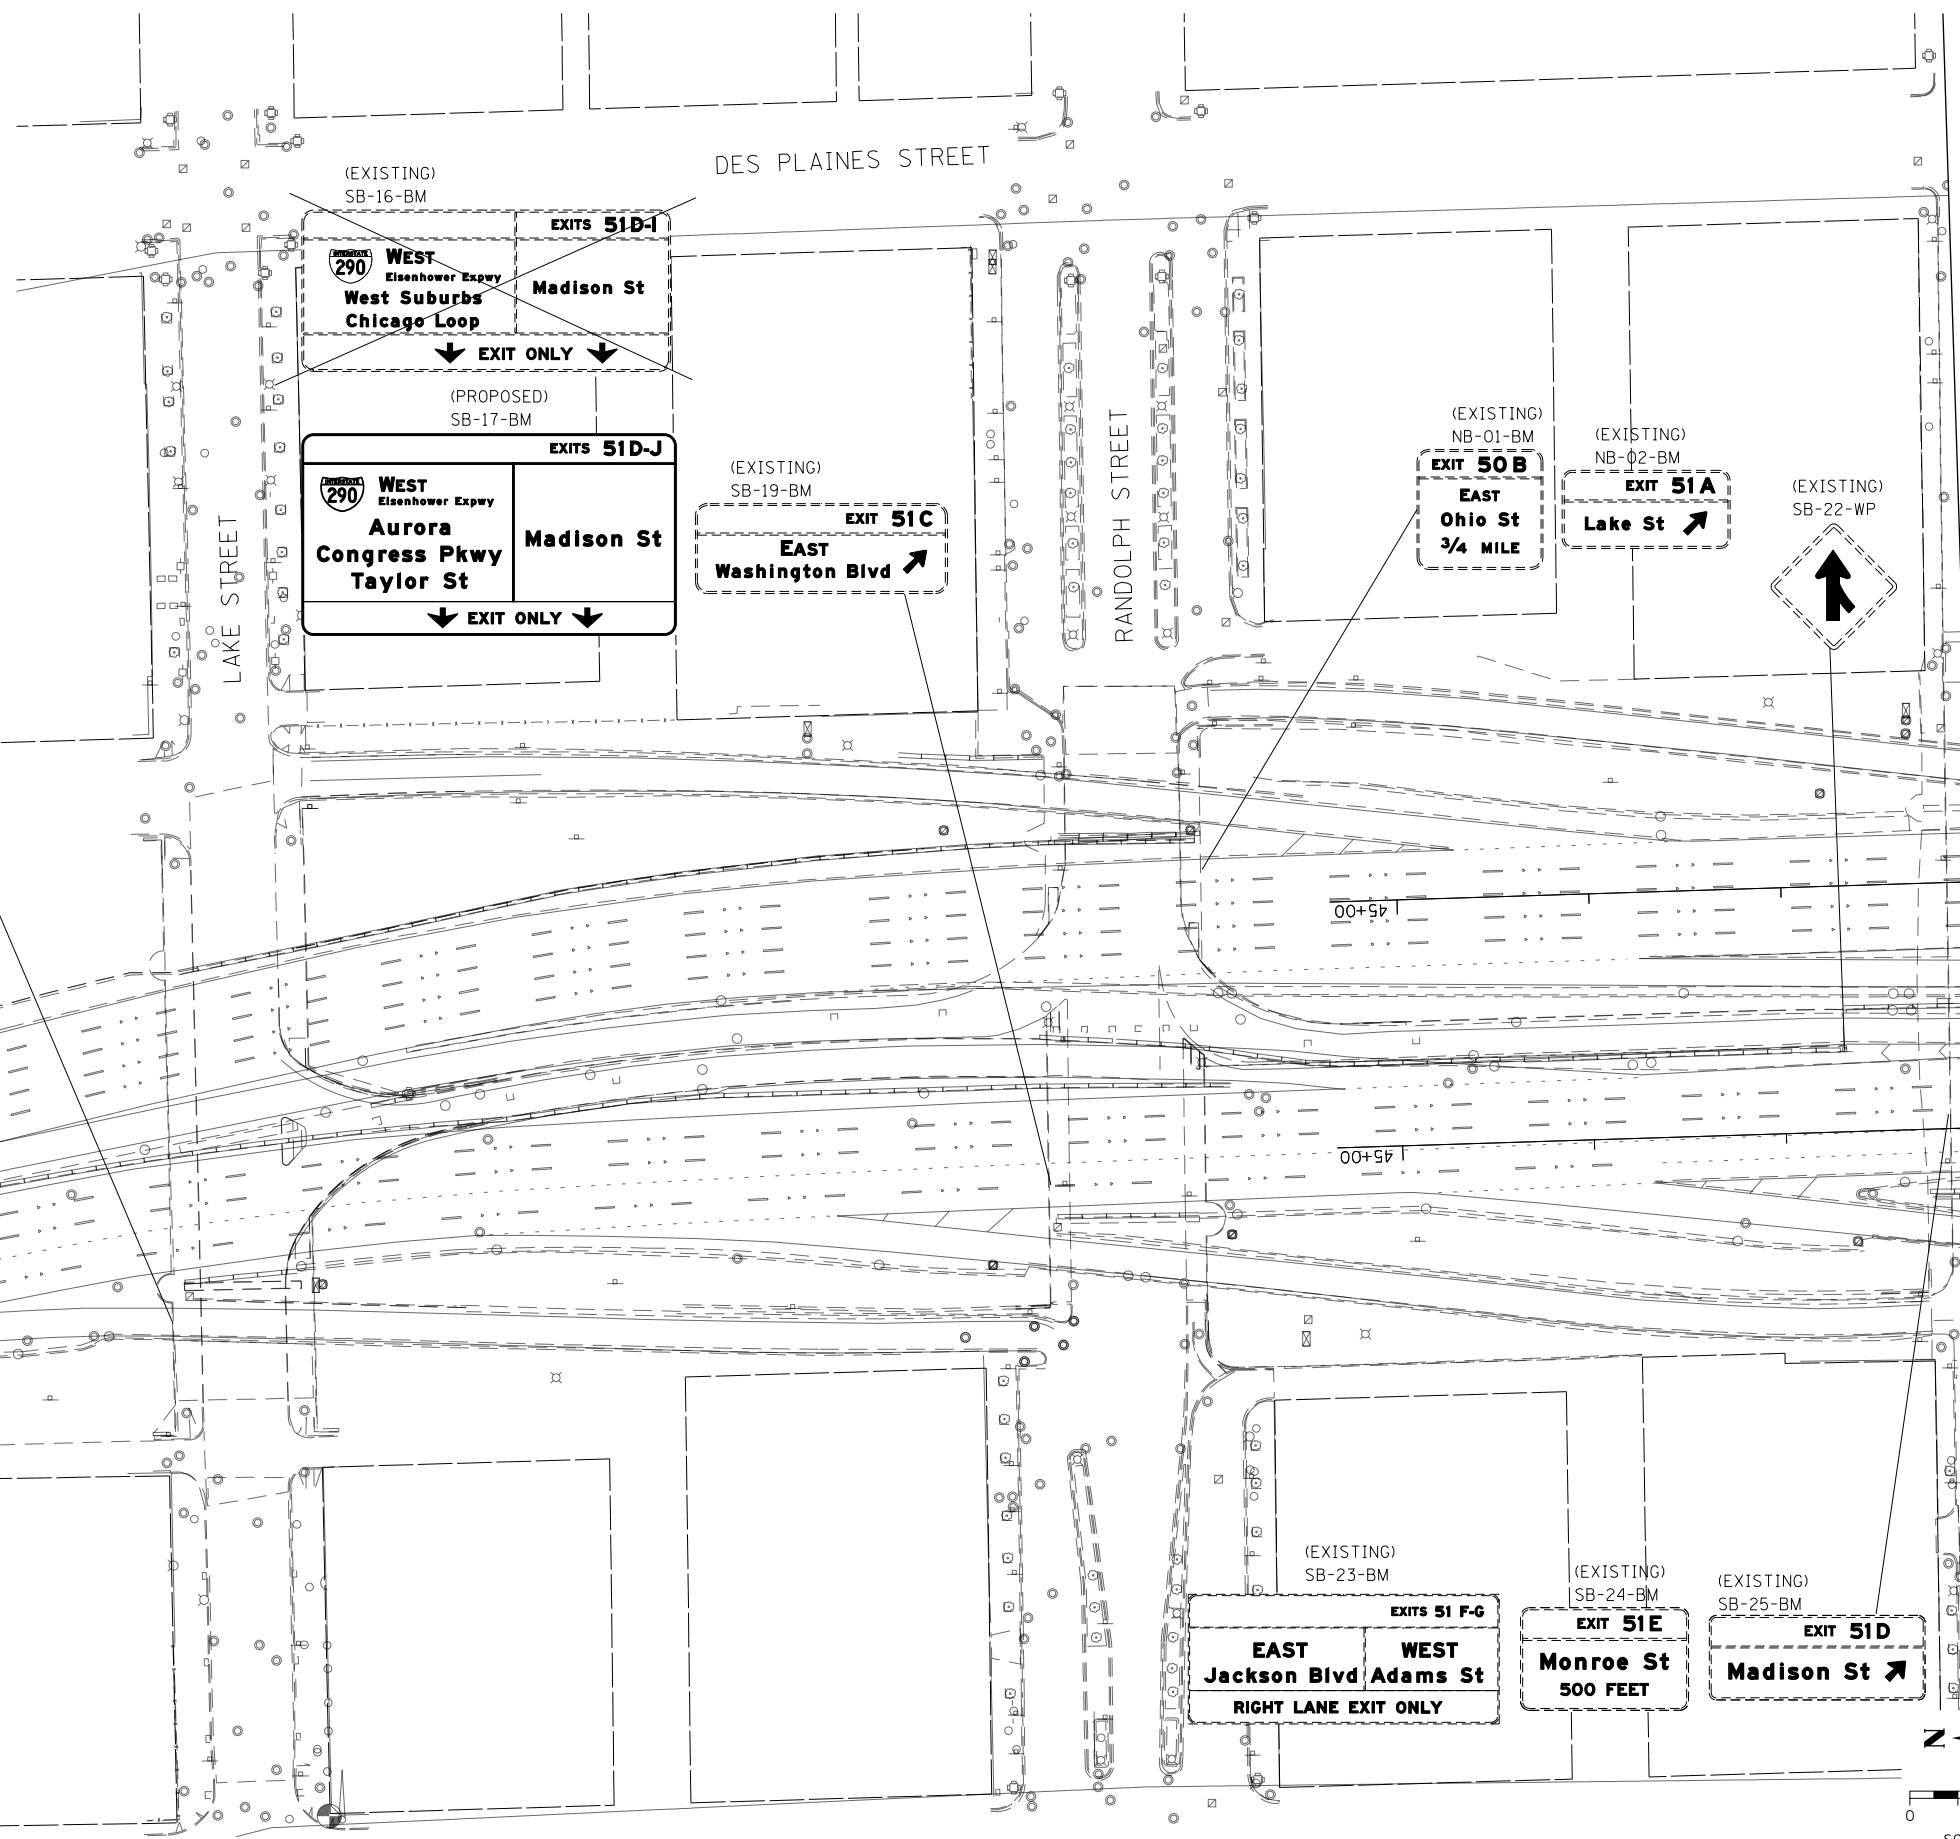 DES PLAINES STREET
(EXISTING)
SB-16-BM
EXITS 51D-I
INTERSTATE
290
WEST
Eisenhower Expwy
West Suburbs
Chicago Loop
Madison St
EXIT ONLY
(PROPOSED)
SB-17-BM
EXITS 51D-J
INTERSTATE
290
WEST
Eisenhower Expwy
Aurora
Congress Pkwy
Taylor St
Madison St
EXIT ONLY
LAKE STREET
(EXISTING)
SB-19-BM
EXIT 51C
EAST
Washington Blvd
RANDOLPH STREET
(EXISTING)
NB-01-BM
EXIT 50B
EAST
Ohio St
3/4 MILE
(EXISTING)
NB-02-BM
EXIT 51A
Lake St
(EXISTING)
SB-22-WP
45+00
45+00
(EXISTING)
SB-23-BM
EXITS 51 F-G
EAST
Jackson Blvd
WEST
Adams St
RIGHT LANE EXIT ONLY
(EXISTING)
SB-24-BM
EXIT 51E
Monroe St
500 FEET
(EXISTING)
SB-25-BM
EXIT 51D
Madison St
N
0